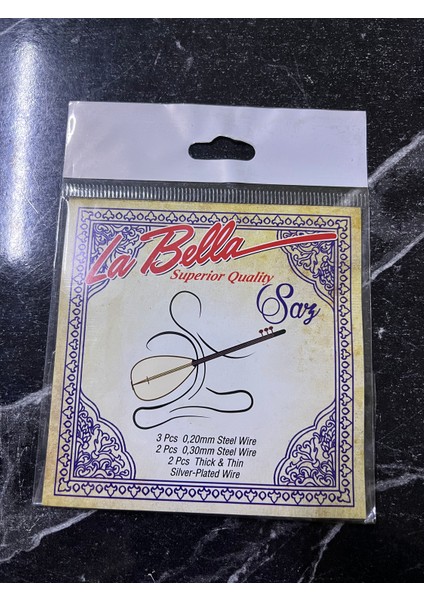 La Bella
Superior Quality
Saz
3 Pcs 0,20mm Steel Wire
2 Pcs 0,30mm Steel Wire
2 Pcs Thick & Thin
Silver-Plated Wire